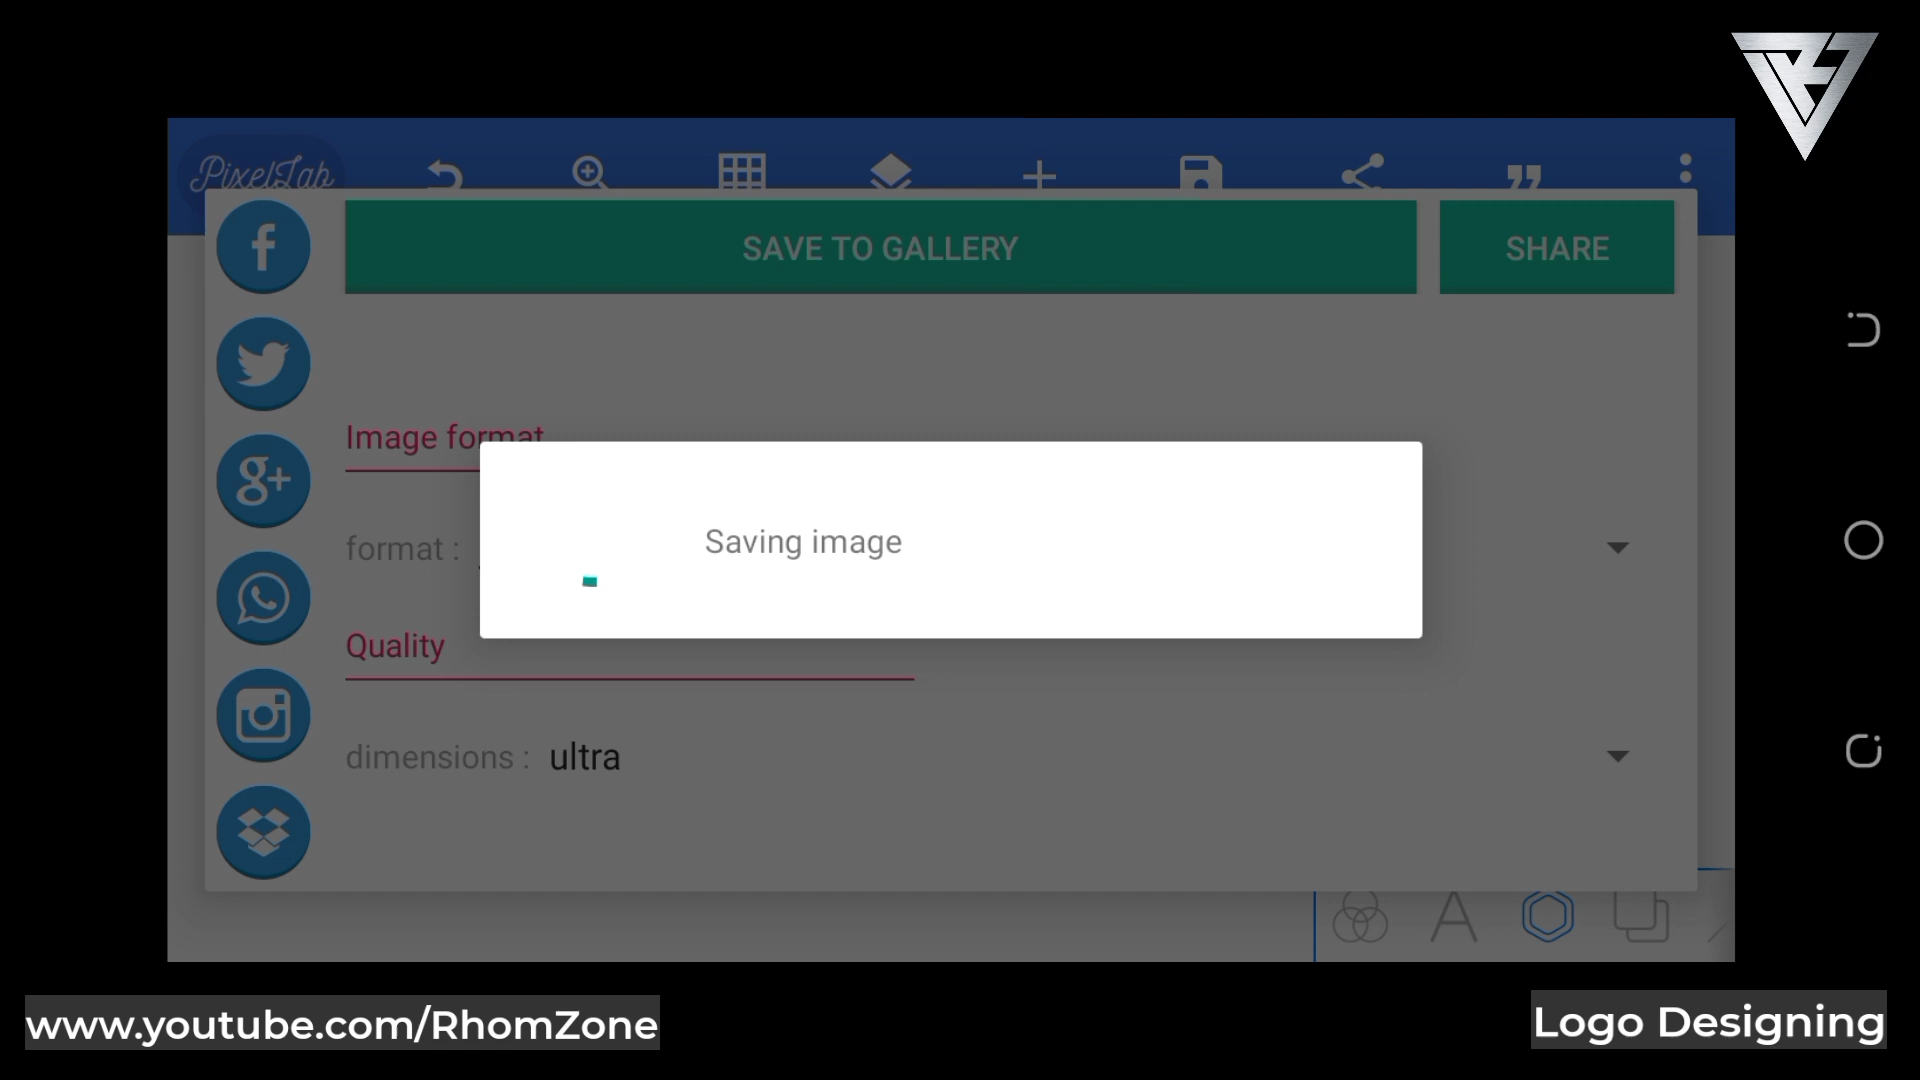 PixelLab
SAVE TO GALLERY
SHARE
Image format
format :
Saving image
Quality
dimensions : ultra
www.youtube.com/RhomZone
Logo Designing